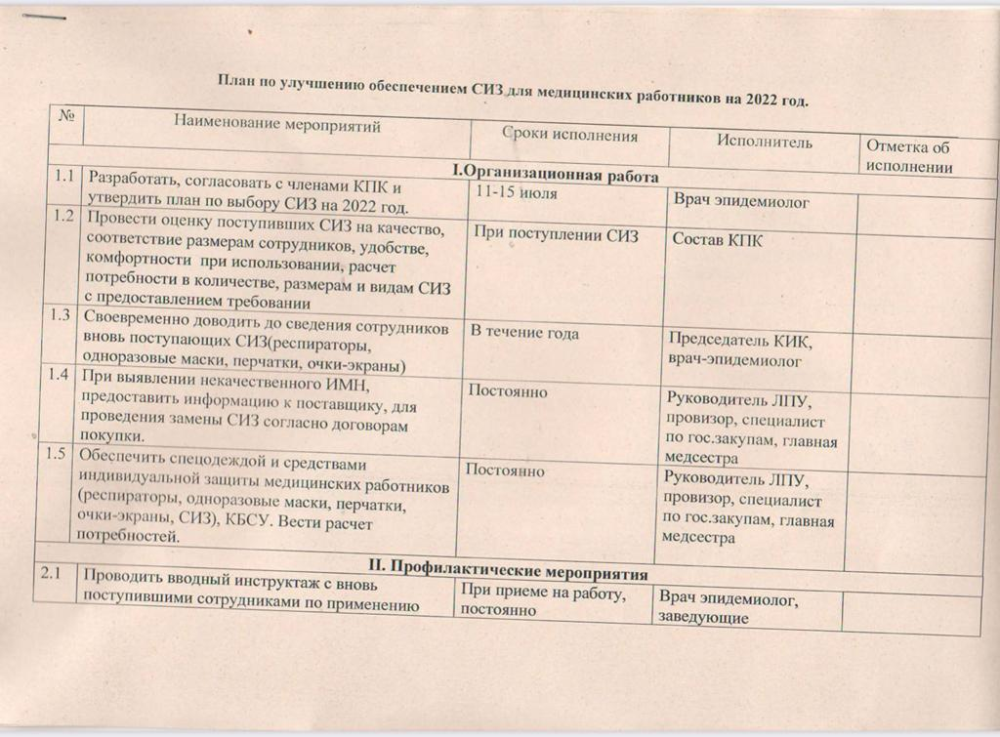 План по улучшению обеспечением СИЗ для медицинских работников на 2022 год.
№
Наименование мероприятий
Сроки исполнения
Исполнитель
Отметка об
исполнении
I.Организационная работа
1.1
Разработать, согласовать с членами КПК и
утвердить план по выбору СИЗ на 2022 год.
11-15 июля
Врач эпидемиолог
1.2
Провести оценку поступивших СИЗ на качество,
соответствие размерам сотрудников, удобстве,
комфортности при использовании, расчет
потребности в количестве, размерам и видам СИЗ
с предоставлением требовании
При поступлении СИЗ
Состав КПК
1.3
Своевременно доводить до сведения сотрудников
вновь поступающих СИЗ(респираторы,
одноразовые маски, перчатки, очки-экраны)
В течение года
Председатель КИК,
врач-эпидемиолог
1.4
При выявлении некачественного ИМН,
предоставить информацию к поставщику, для
проведения замены СИЗ согласно договорам
покупки.
Постоянно
Руководитель ЛПУ,
провизор, специалист
по гос.закупам, главная
медсестра
1.5
Обеспечить спецодеждой и средствами
индивидуальной защиты медицинских работников
(респираторы, одноразовые маски, перчатки,
очки-экраны, СИЗ), КБСУ. Вести расчет
потребностей.
Постоянно
Руководитель ЛПУ,
провизор, специалист
по гос.закупам, главная
медсестра
II. Профилактические мероприятия
2.1
Проводить вводный инструктаж с вновь
поступившими сотрудниками по применению
При приеме на работу,
постоянно
Врач эпидемиолог,
заведующие